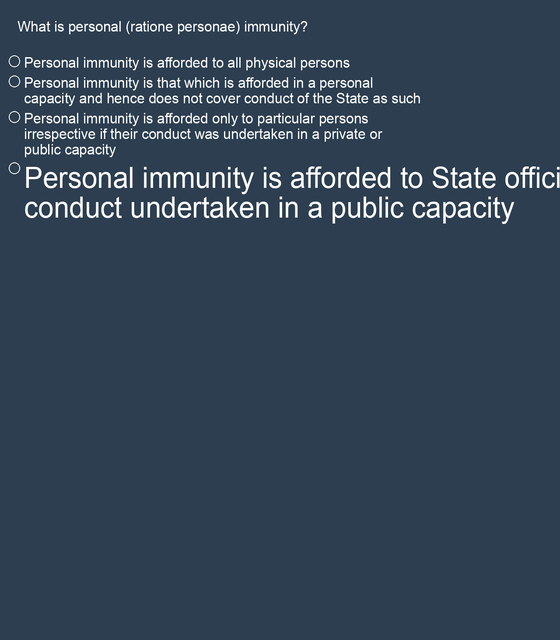 What is personal (ratione personae) immunity?
Personal immunity is afforded to all physical persons
Personal immunity is that which is afforded in a personal
capacity and hence does not cover conduct of the State as such
Personal immunity is afforded only to particular persons
irrespective if their conduct was undertaken in a private or
public capacity
Personal immunity is afforded to State offici
conduct undertaken in a public capacity